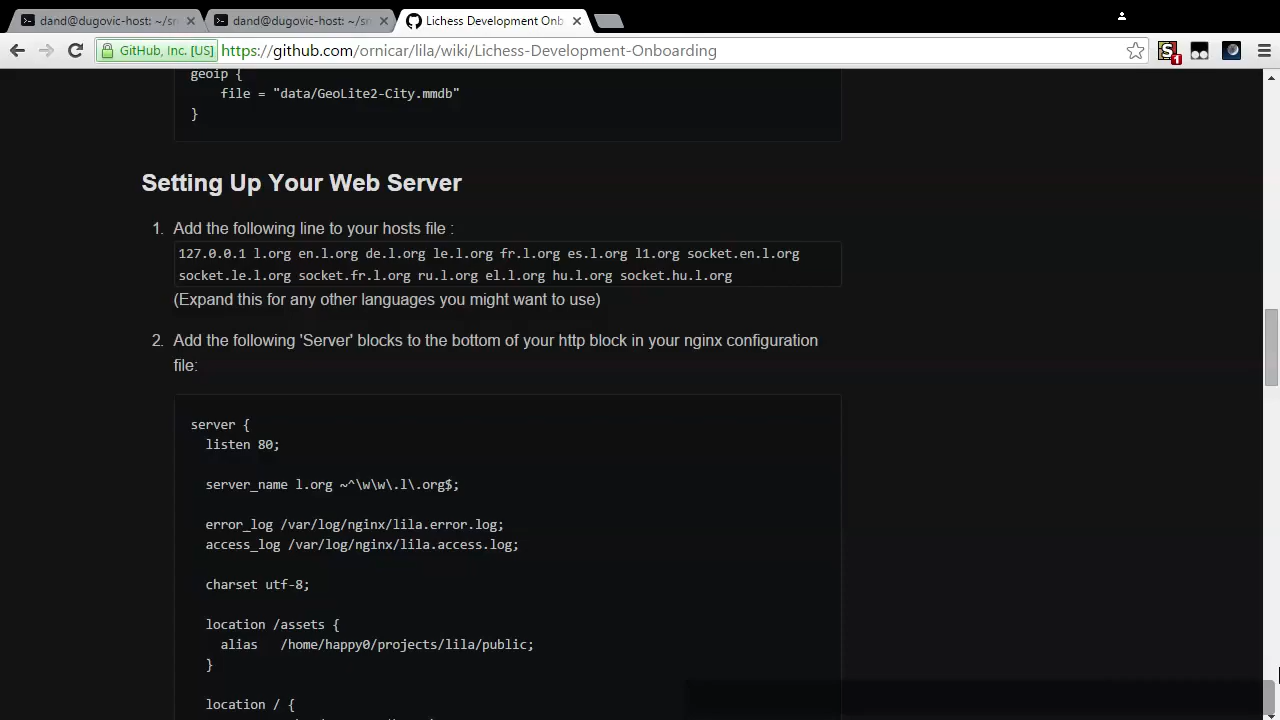 dand@dugovic-host: ~/sr
dand@dugovic-host: ~/sr
Lichess Development Onb
GitHub, Inc. [US]
https://github.com/ornicar/lila/wiki/Lichess-Development-Onboarding
geoip {
file = "data/GeoLite2-City.mmdb"
}
Setting Up Your Web Server
1. Add the following line to your hosts file :
127.0.0.1 l.org en.l.org de.l.org le.l.org fr.l.org es.l.org l1.org socket.en.l.org
socket.le.l.org socket.fr.l.org ru.l.org el.l.org hu.l.org socket.hu.l.org
(Expand this for any other languages you might want to use)
2. Add the following 'Server' blocks to the bottom of your http block in your nginx configuration
file:
server {
listen 80;
server_name l.org ~^\w\w\.l\.org$;
error_log /var/log/nginx/lila.error.log;
access_log /var/log/nginx/lila.access.log;
charset utf-8;
location /assets {
alias   /home/happy0/projects/lila/public;
}
location / {